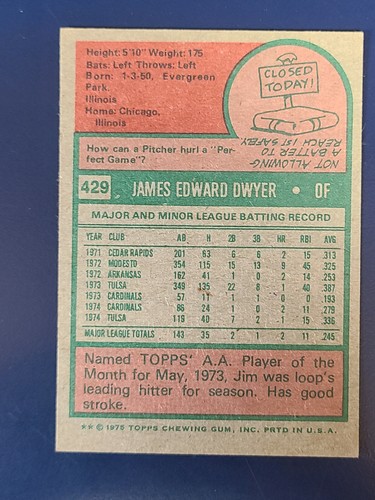 Height: 5'10" Weight: 175
Bats: Left Throws: Left
Born: 1-3-50, Evergreen
Park,
Illinois
Home: Chicago,
Illinois
CLOSED
TODAY!
How can a Pitcher hurl a "Per-
fect Game"?
NOT ALLOWING
A BATTER TO
REACH 1ST SAFELY
429 JAMES EDWARD DWYER • OF
MAJOR AND MINOR LEAGUE BATTING RECORD
YEAR CLUB AB H 2B 3B HR RBI AVG
1971 CEDAR RAPIDS 201 63 6 6 2 15 .313
1972 MODESTO 354 115 15 13 9 45 .325
1972 ARKANSAS 162 41 1 0 2 14 .253
1973 TULSA 349 135 22 8 1 40 .387
1973 CARDINALS 57 11 1 1 0 0 .193
1974 CARDINALS 86 24 1 0 2 11 .279
1974 TULSA 119 40 7 2 1 15 .336
MAJOR LEAGUE TOTALS 143 35 2 1 2 11 .245
Named TOPPS' A.A. Player of the
Month for May, 1973, Jim was loop's
leading hitter for season. Has good
stroke.
** © 1975 TOPPS CHEWING GUM, INC. PRTD IN U.S.A.